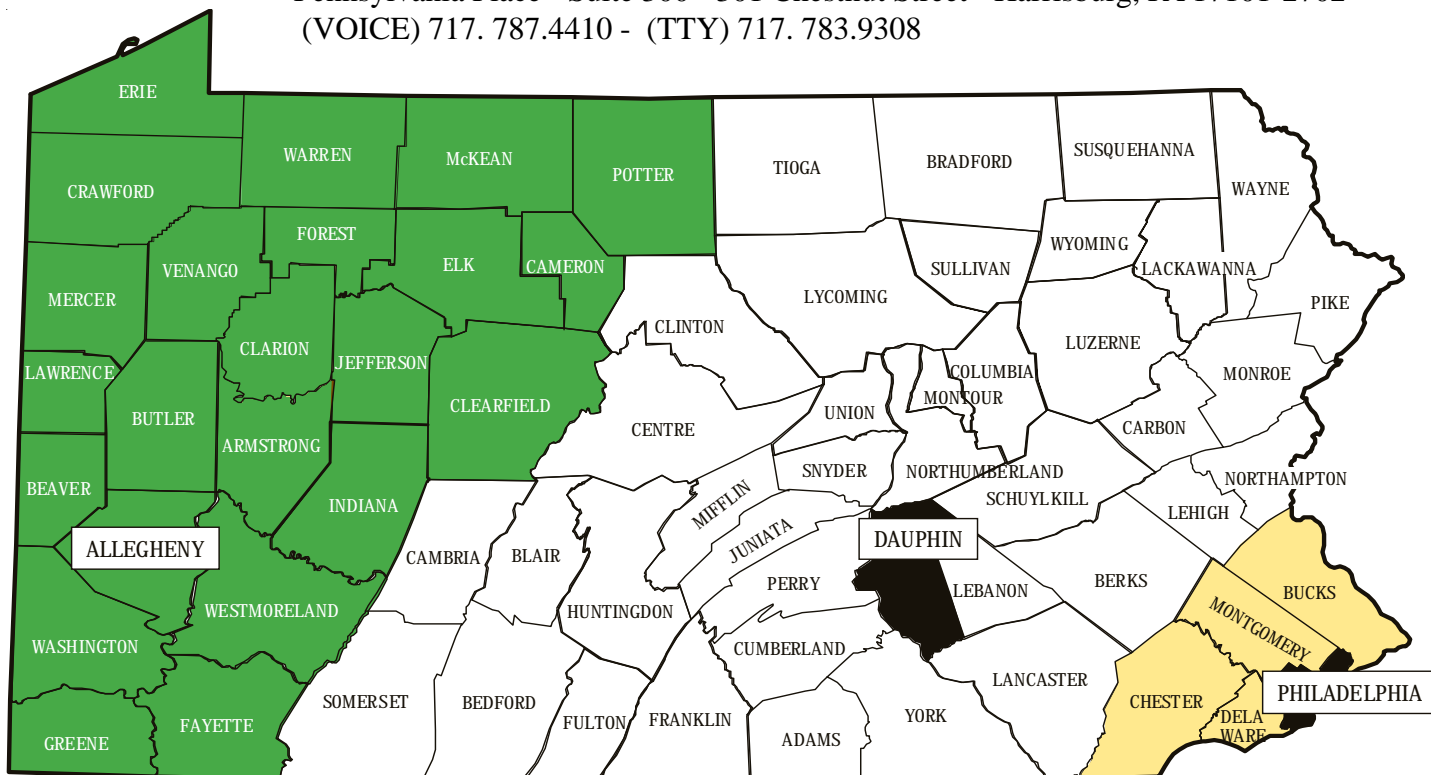 (VOICE) 717. 787.4410 - (TTY) 717. 783.9308
ERIE
WARREN
McKEAN
POTTER
TIOGA
BRADFORD
SUSQUEHANNA
WAYNE
CRAWFORD
FOREST
VENANGO
ELK
CAMERON
SULLIVAN
WYOMING
LACKAWANNA
MERCER
LYCOMING
PIKE
CLINTON
CLARION
JEFFERSON
LUZERNE
LAWRENCE
COLUMBIA
MONROE
MONTOUR
BUTLER
CLEARFIELD
UNION
CENTRE
CARBON
ARMSTRONG
SNYDER
NORTHUMBERLAND
NORTHAMPTON
BEAVER
INDIANA
MIFFLIN
SCHUYLKILL
LEHIGH
ALLEGHENY
CAMBRIA
BLAIR
JUNIATA
DAUPHIN
PERRY
LEBANON
BERKS
BUCKS
WESTMORELAND
HUNTINGDON
MONTGOMERY
WASHINGTON
CUMBERLAND
LANCASTER
PHILADELPHIA
SOMERSET
BEDFORD
CHESTER
FAYETTE
FULTON
FRANKLIN
YORK
DELA
WARE
GREENE
ADAMS